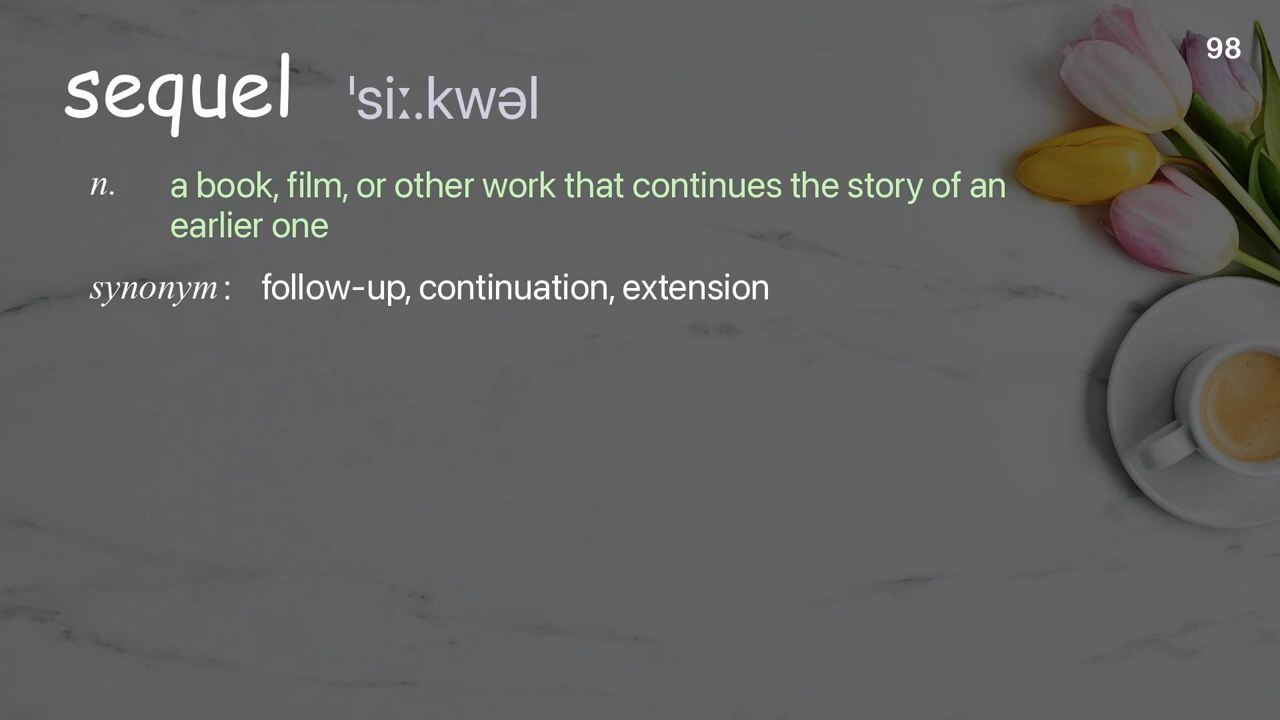 98
sequel ˈsiː.kwəl
n. a book, film, or other work that continues the story of an
earlier one
synonym: follow-up, continuation, extension